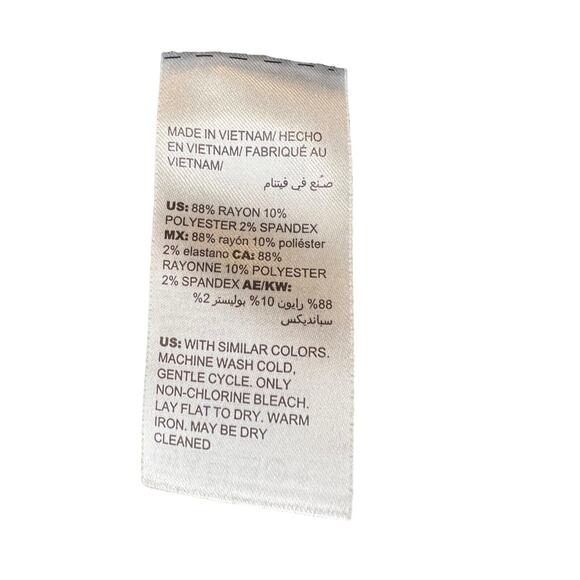 MADE IN VIETNAM/ HECHO
EN VIETNAM/ FABRIQUÉ AU
VIETNAM/
صُنع في فيتنام
US: 88% RAYON 10%
POLYESTER 2% SPANDEX
MX: 88% rayón 10% poliéster
2% elastano CA: 88%
RAYONNE 10% POLYESTER
2% SPANDEX AE/KW:
88% رايون 10% بوليستر 2%
سبانديكس
US: WITH SIMILAR COLORS.
MACHINE WASH COLD,
GENTLE CYCLE. ONLY
NON-CHLORINE BLEACH.
LAY FLAT TO DRY. WARM
IRON. MAY BE DRY
CLEANED